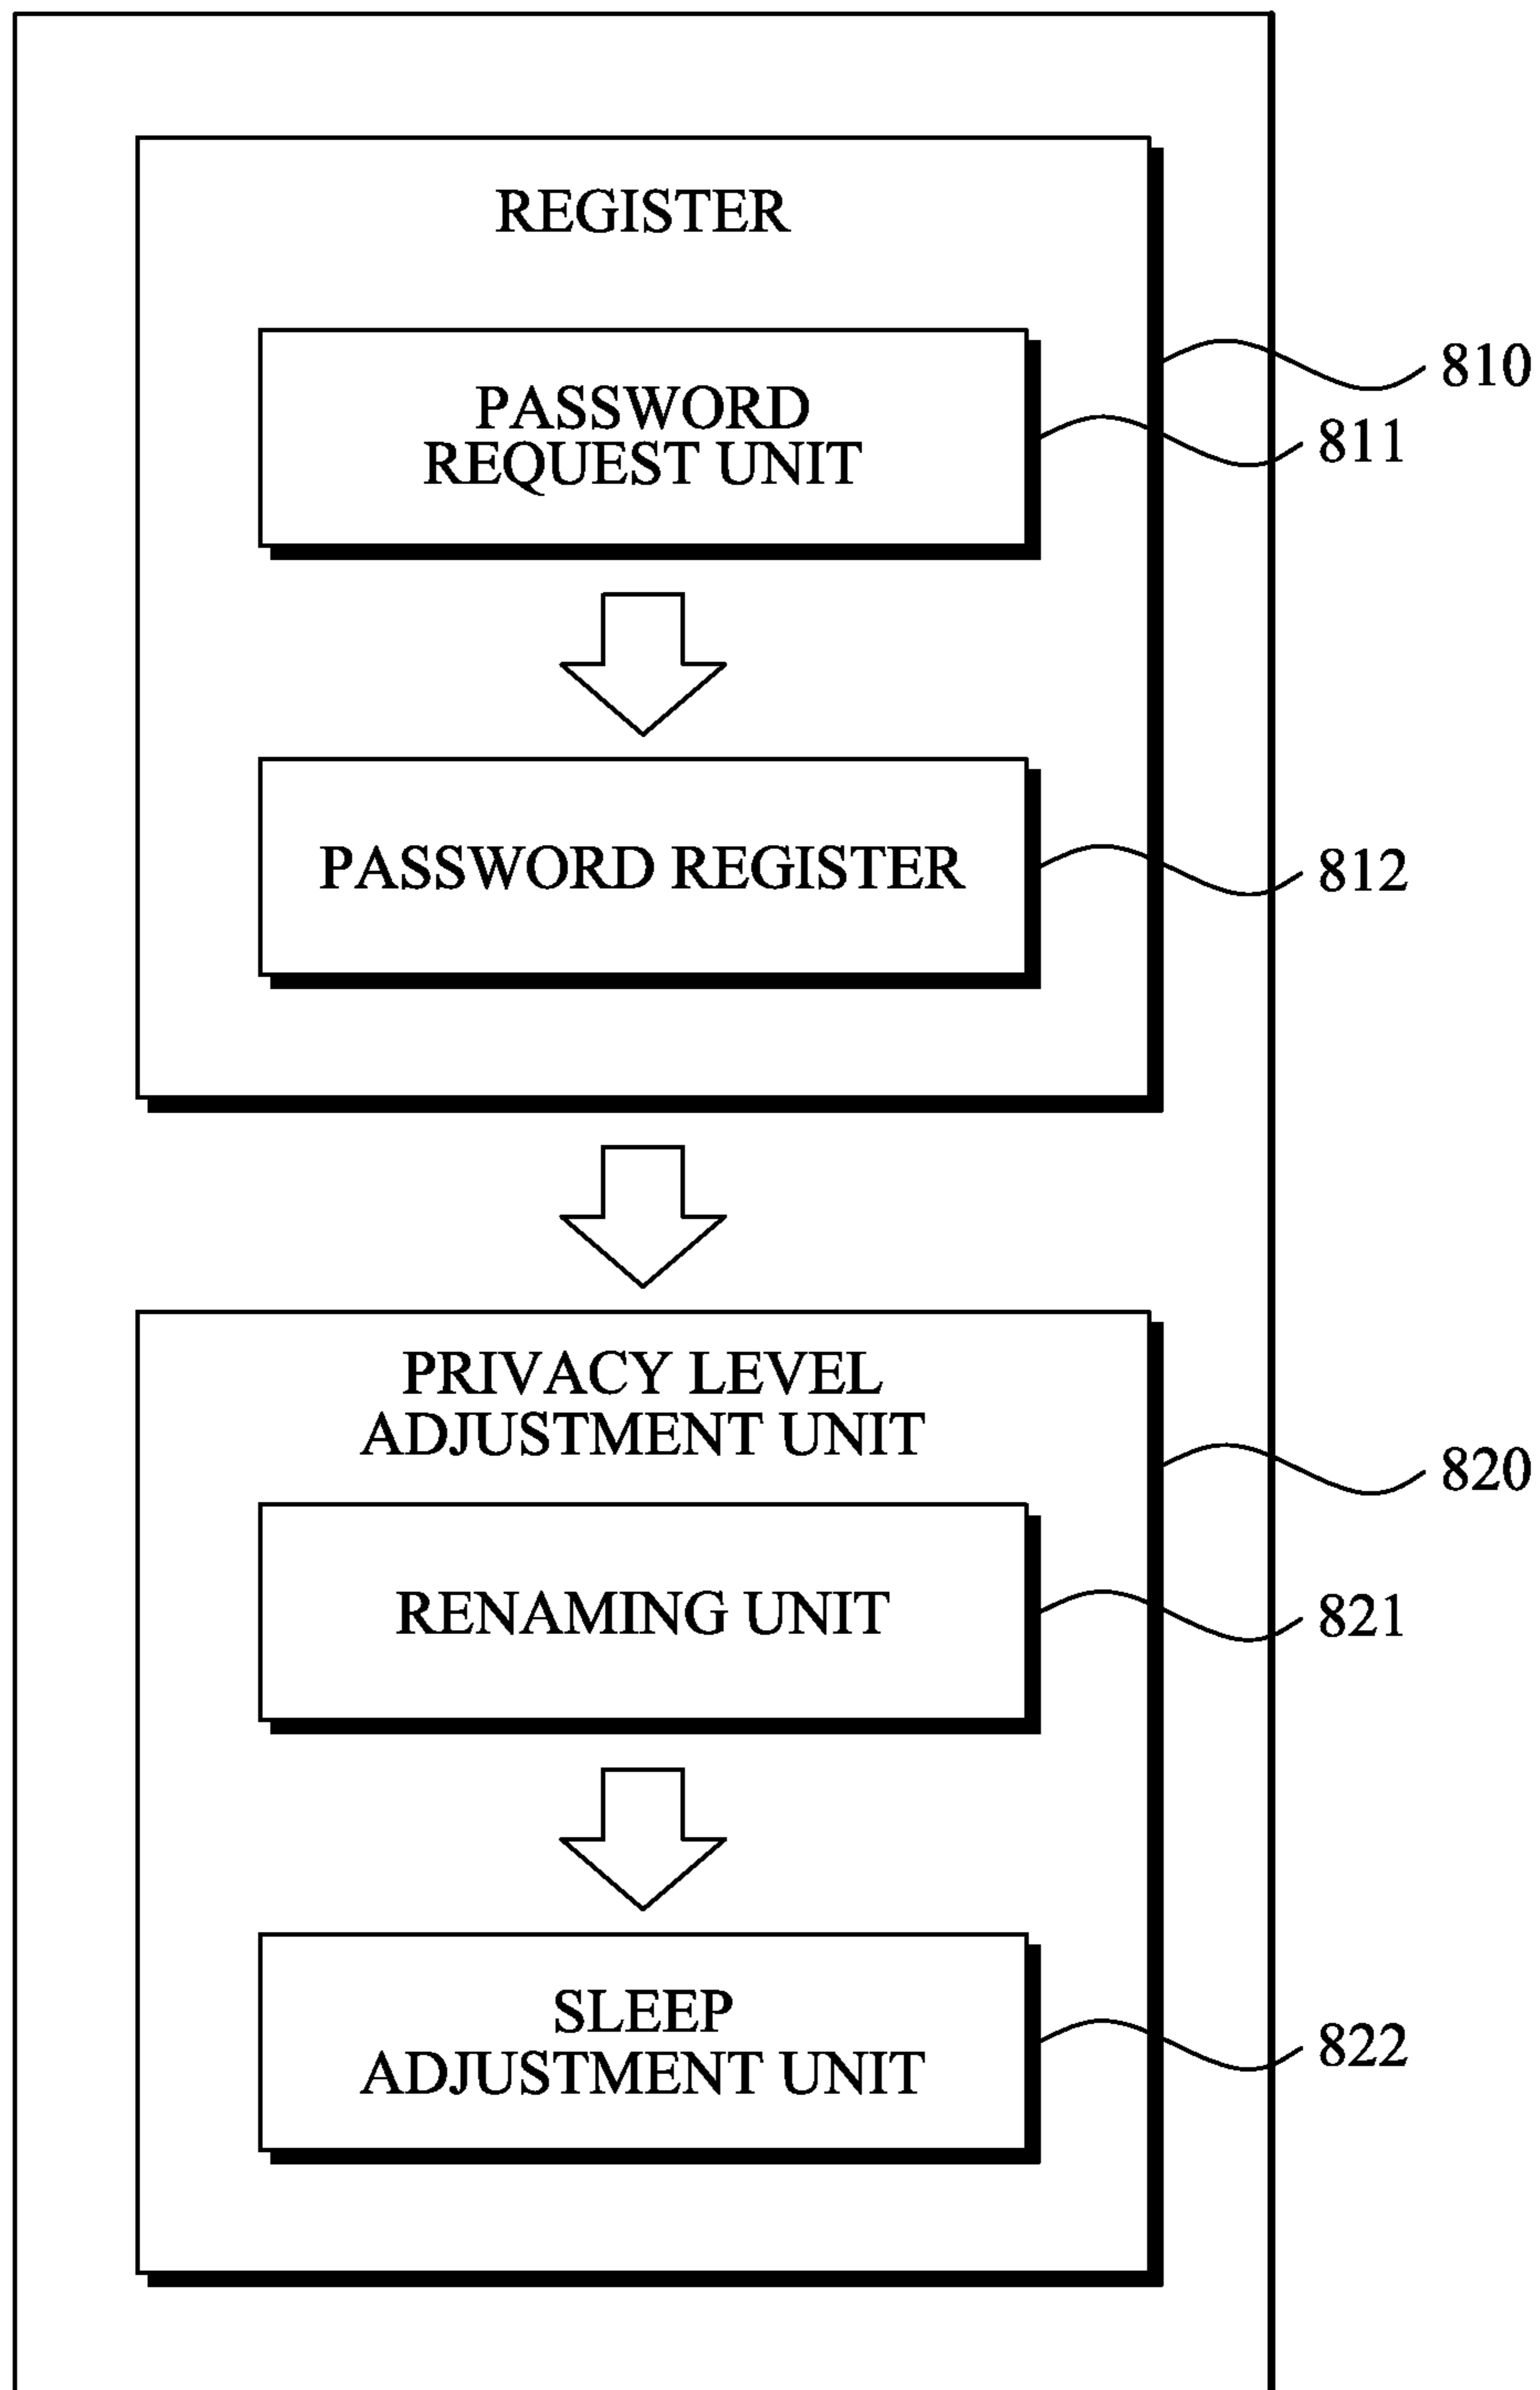 REGISTER
PASSWORD
REQUEST UNIT
810
811
PASSWORD REGISTER
812
PRIVACY LEVEL
ADJUSTMENT UNIT
820
RENAMING UNIT
821
SLEEP
ADJUSTMENT UNIT
822